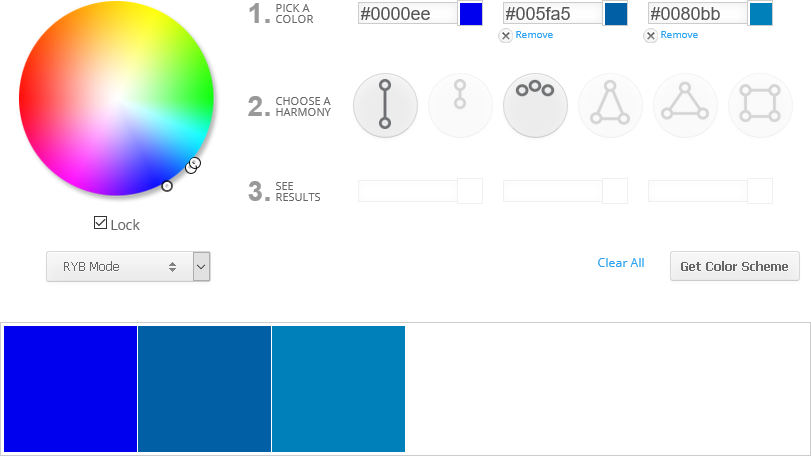 1. PICK A
COLOR
#0000ee
#005fa5
#0080bb
Remove
Remove
2. CHOOSE A
HARMONY
3. SEE
RESULTS
Lock
RYB Mode
Clear All
Get Color Scheme